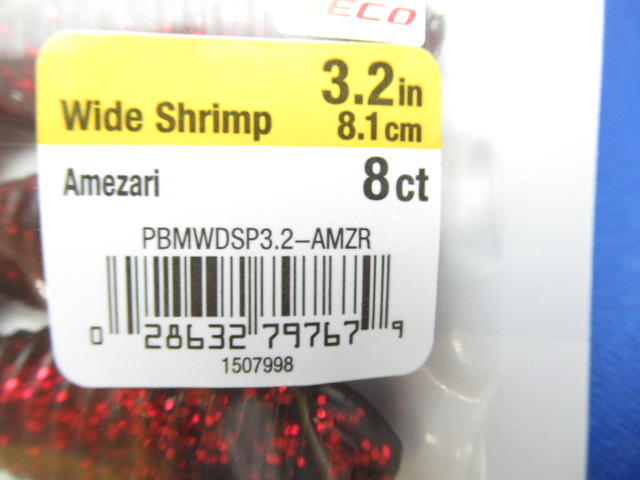 ECO
Wide Shrimp
3.2in
8.1cm
Amezari
8ct
PBMWDSP3.2-AMZR
0 28632 79767 9
1507998